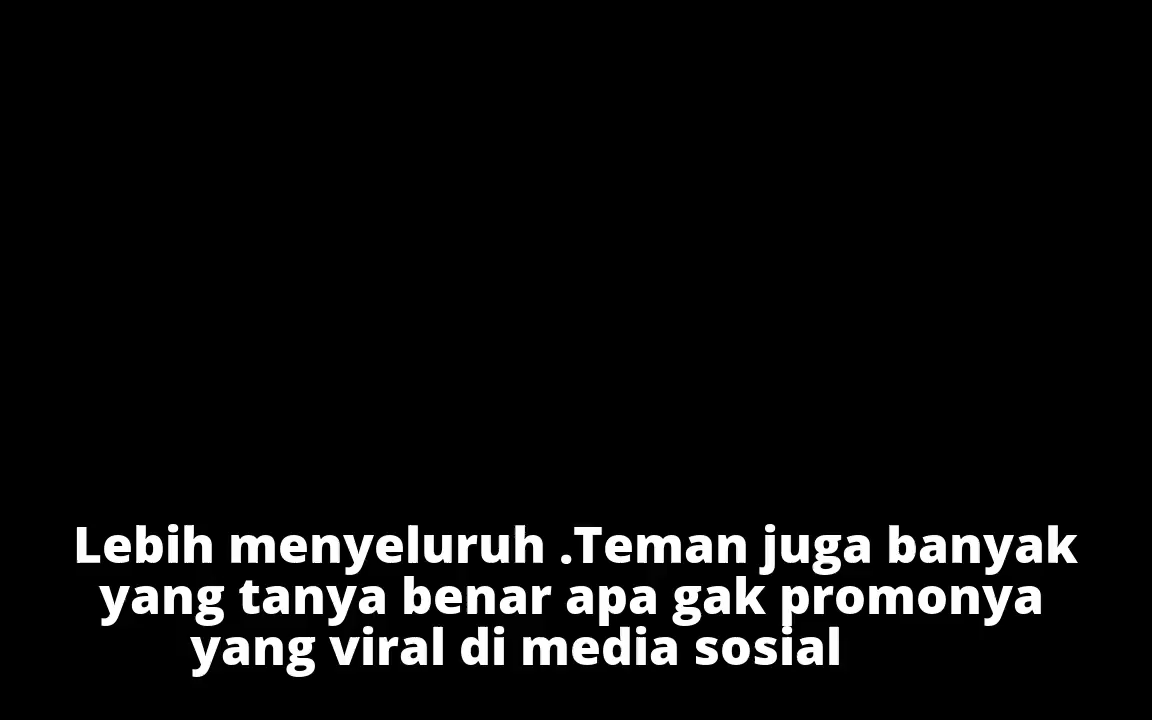 Lebih menyeluruh .Teman juga banyak
yang tanya benar apa gak promonya
yang viral di media sosial